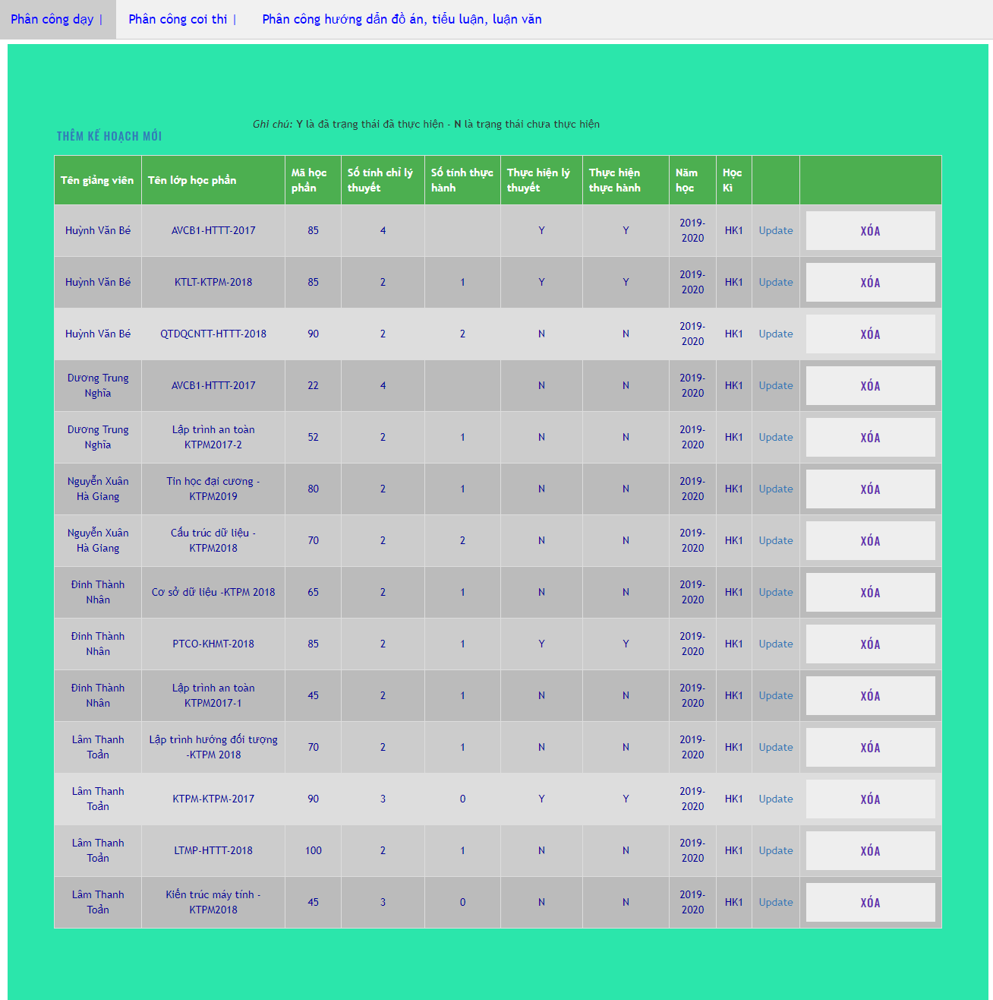 Phân công dạy | Phân công coi thi | Phân công hướng dẫn đồ án, tiểu luận, luận văn
Ghi chú: Y là đã trạng thái đã thực hiện - N là trạng thái chưa thực hiện
THÊM KẾ HOẠCH MỚI
Tên giảng viên Tên lớp học phần Mã học phần Số tính chỉ lý thuyết Số tính thực hành Thực hiện lý thuyết Thực hiện thực hành Năm học Học Kì
Huỳnh Văn Bé AVCB1-HTTT-2017 85 4 Y Y 2019-2020 HK1 Update XÓA
Huỳnh Văn Bé KTLT-KTPM-2018 85 2 1 Y Y 2019-2020 HK1 Update XÓA
Huỳnh Văn Bé QTDQCNTT-HTTT-2018 90 2 2 N N 2019-2020 HK1 Update XÓA
Dương Trung Nghĩa AVCB1-HTTT-2017 22 4 N N 2019-2020 HK1 Update XÓA
Dương Trung Nghĩa Lập trình an toàn KTPM2017-2 52 2 1 N N 2019-2020 HK1 Update XÓA
Nguyễn Xuân Hà Giang Tin học đại cương - KTPM2019 80 2 1 N N 2019-2020 HK1 Update XÓA
Nguyễn Xuân Hà Giang Cấu trúc dữ liệu - KTPM2018 70 2 2 N N 2019-2020 HK1 Update XÓA
Đinh Thành Nhân Cơ sở dữ liệu -KTPM 2018 65 2 1 N N 2019-2020 HK1 Update XÓA
Đinh Thành Nhân PTCO-KHMT-2018 85 2 1 Y Y 2019-2020 HK1 Update XÓA
Đinh Thành Nhân Lập trình an toàn KTPM2017-1 45 2 1 N N 2019-2020 HK1 Update XÓA
Lâm Thanh Toản Lập trình hướng đối tượng -KTPM 2018 70 2 1 N N 2019-2020 HK1 Update XÓA
Lâm Thanh Toản KTPM-KTPM-2017 90 3 0 Y Y 2019-2020 HK1 Update XÓA
Lâm Thanh Toản LTMP-HTTT-2018 100 2 1 N N 2019-2020 HK1 Update XÓA
Lâm Thanh Toản Kiến trúc máy tính - KTPM2018 45 3 0 N N 2019-2020 HK1 Update XÓA